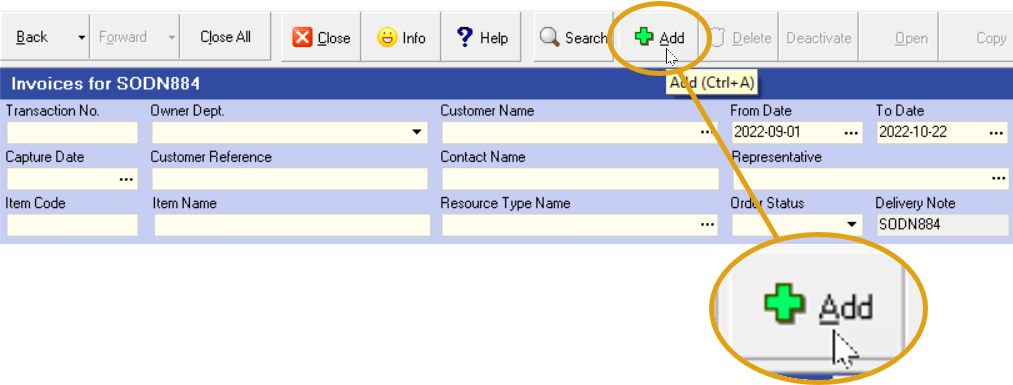 Back Forward Close All Close Info Help Search Add Delete Deactivate Open Copy
Invoices for SODN884
Add (Ctrl+A)
Transaction No. Owner Dept. Customer Name From Date To Date
2022-09-01 ... 2022-10-22 ...
Capture Date Customer Reference Contact Name Representative
Item Code Item Name Resource Type Name Order Status Delivery Note
SODN884
Add